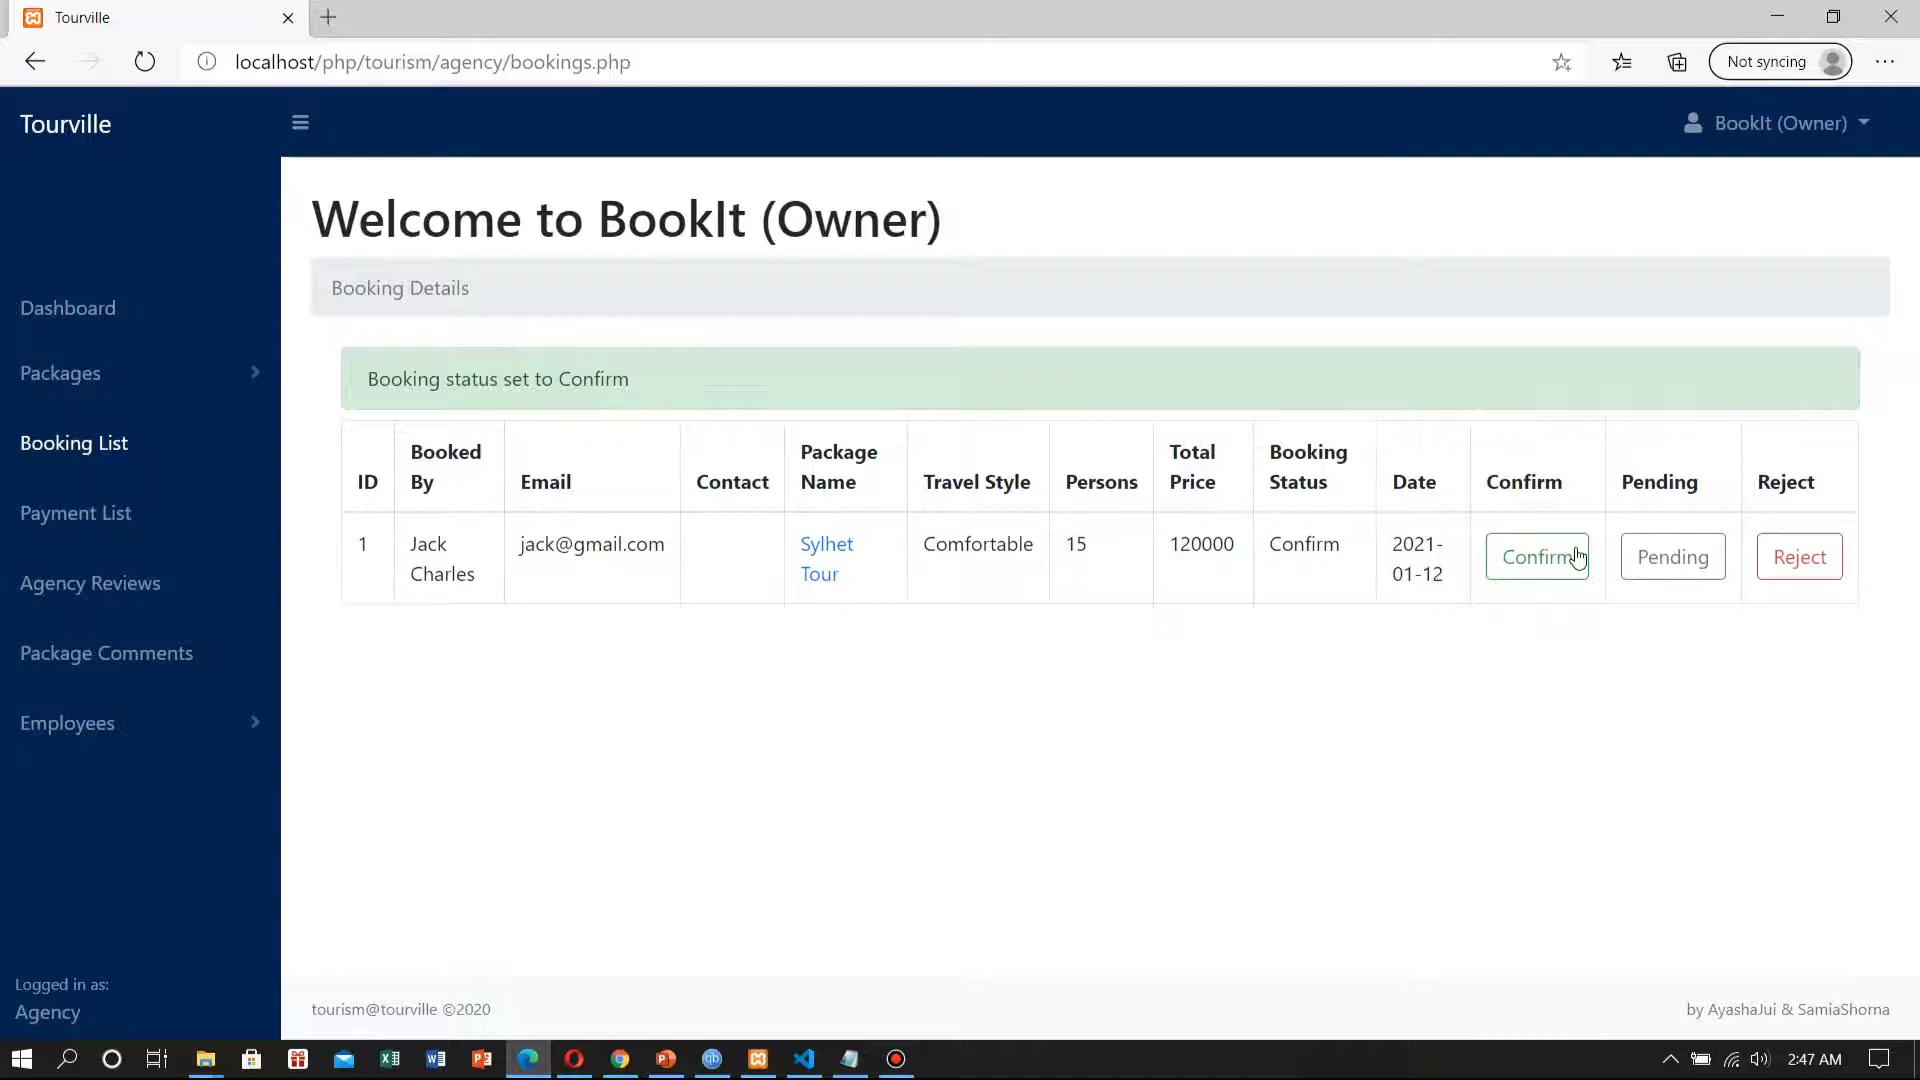 Tourville
localhost/php/tourism/agency/bookings.php
Not syncing
Tourville
BookIt (Owner)
Welcome to BookIt (Owner)
Booking Details
Dashboard
Packages
Booking List
Payment List
Agency Reviews
Package Comments
Employees
Booking status set to Confirm
ID
Booked
By
Email
Contact
Package
Name
Travel Style
Persons
Total
Price
Booking
Status
Date
Confirm
Pending
Reject
1
Jack
Charles
jack@gmail.com
Sylhet
Tour
Comfortable
15
120000
Confirm
2021-
01-12
Confirm
Pending
Reject
Logged in as:
Agency
tourism@tourville ©2020
by AyashaJui & SamiaShorna
2:47 AM